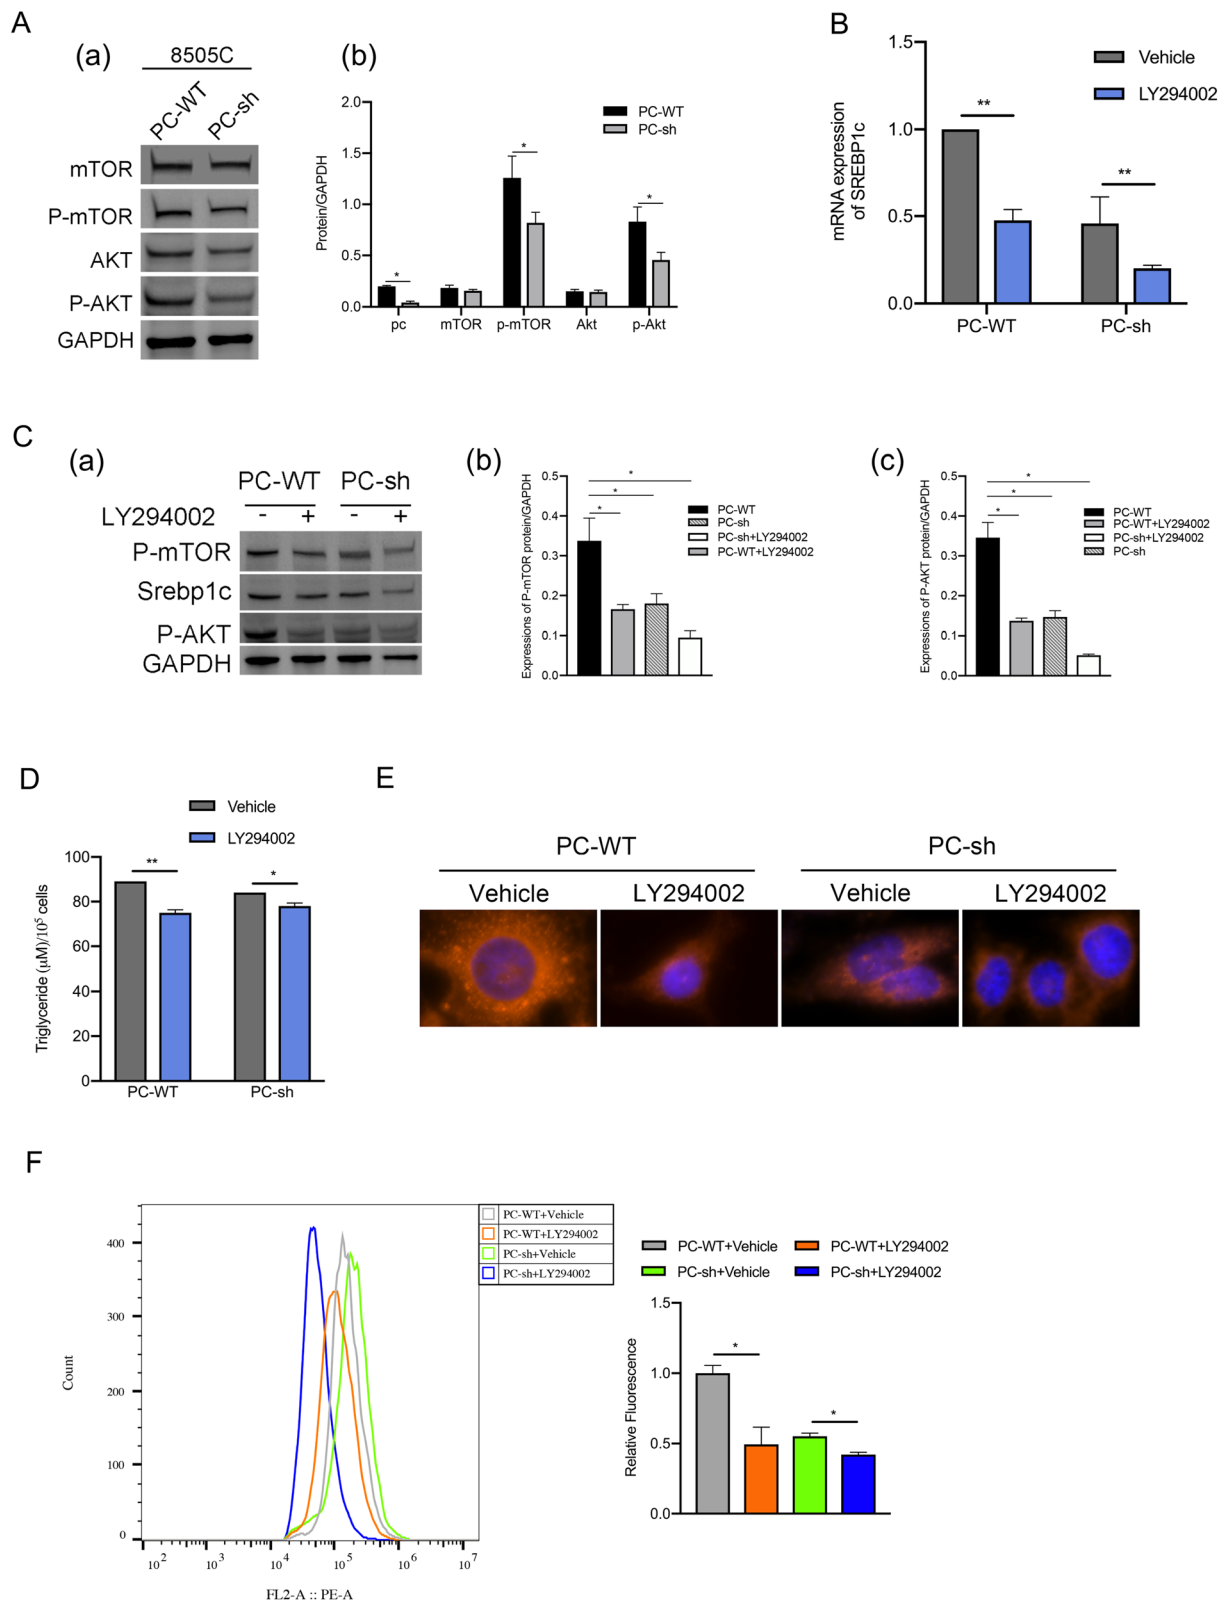 A
(a)
8505C
PC-WT
PC-sh
mTOR
P-mTOR
AKT
P-AKT
GAPDH
(b)
Protein/GAPDH
2.0
1.5
1.0
0.5
0.0
PC-WT
PC-sh
*
*
*
pc
mTOR
p-mTOR
Akt
p-Akt
B
mRNA expression
of SREBP1c
1.5
1.0
0.5
0.0
Vehicle
LY294002
**
**
PC-WT
PC-sh
C
(a)
PC-WT PC-sh
LY294002 - + - +
P-mTOR
Srebp1c
P-AKT
GAPDH
(b)
Expressions of P-mTOR protein/GAPDH
0.5
0.4
0.3
0.2
0.1
0.0
*
*
*
PC-WT
PC-sh
PC-sh+LY294002
PC-WT+LY294002
(c)
Expressions of P-AKT protein/GAPDH
0.5
0.4
0.3
0.2
0.1
0.0
*
*
*
PC-WT
PC-WT+LY294002
PC-sh+LY294002
PC-sh
D
Vehicle
LY294002
Triglyceride (μM)/10⁵ cells
100
80
60
40
20
0
**
*
PC-WT
PC-sh
E
PC-WT PC-sh
Vehicle LY294002 Vehicle LY294002
F
Count
400
300
200
100
0
10² 10³ 10⁴ 10⁵ 10⁶ 10⁷
FL2-A :: PE-A
PC-WT+Vehicle
PC-WT+LY294002
PC-sh+Vehicle
PC-sh+LY294002
PC-WT+Vehicle PC-WT+LY294002
PC-sh+Vehicle PC-sh+LY294002
Relative Fluorescence
1.5
1.0
0.5
0.0
*
*